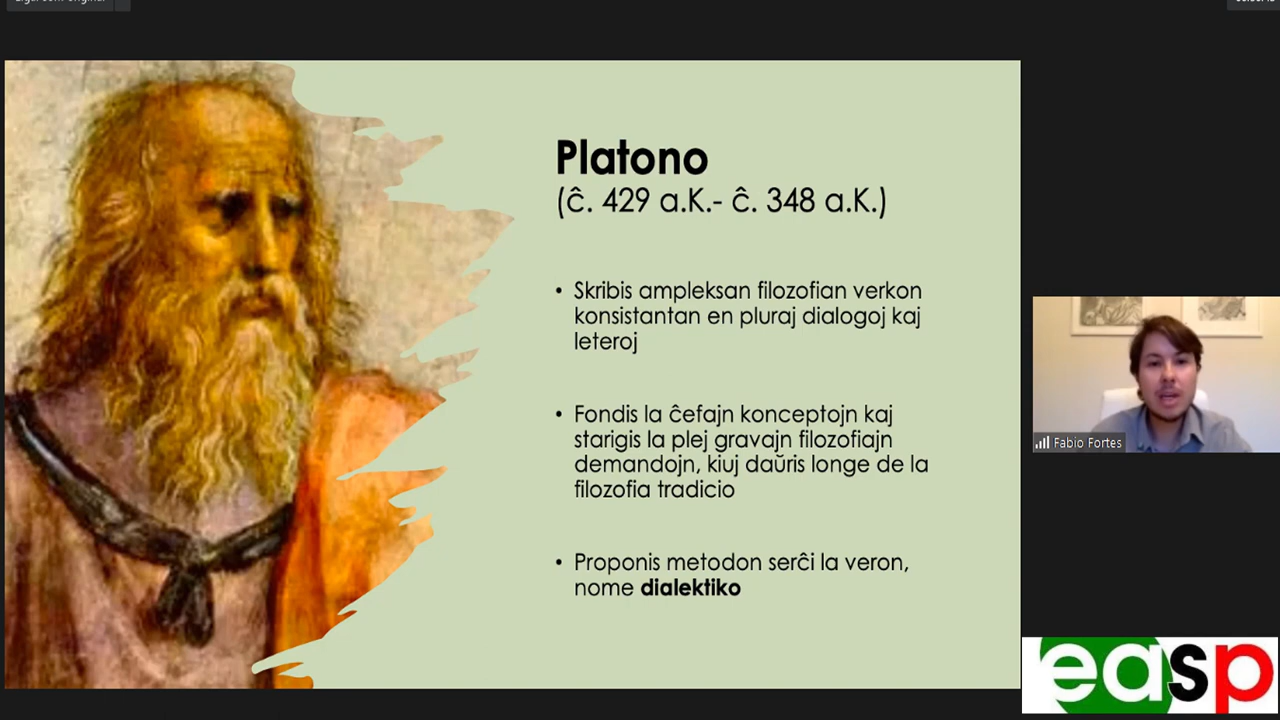 Platono
(ĉ. 429 a.K.- ĉ. 348 a.K.)
• Skribis ampleksan filozofian verkon
konsistantan en pluraj dialogoj kaj
leteroj
• Fondis la ĉefajn konceptojn kaj
starigis la plej gravajn filozofiajn
demandojn, kiuj daŭris longe de la
filozofia tradicio
• Proponis metodon serĉi la veron,
nome dialektiko
Fabio Fortes
easp